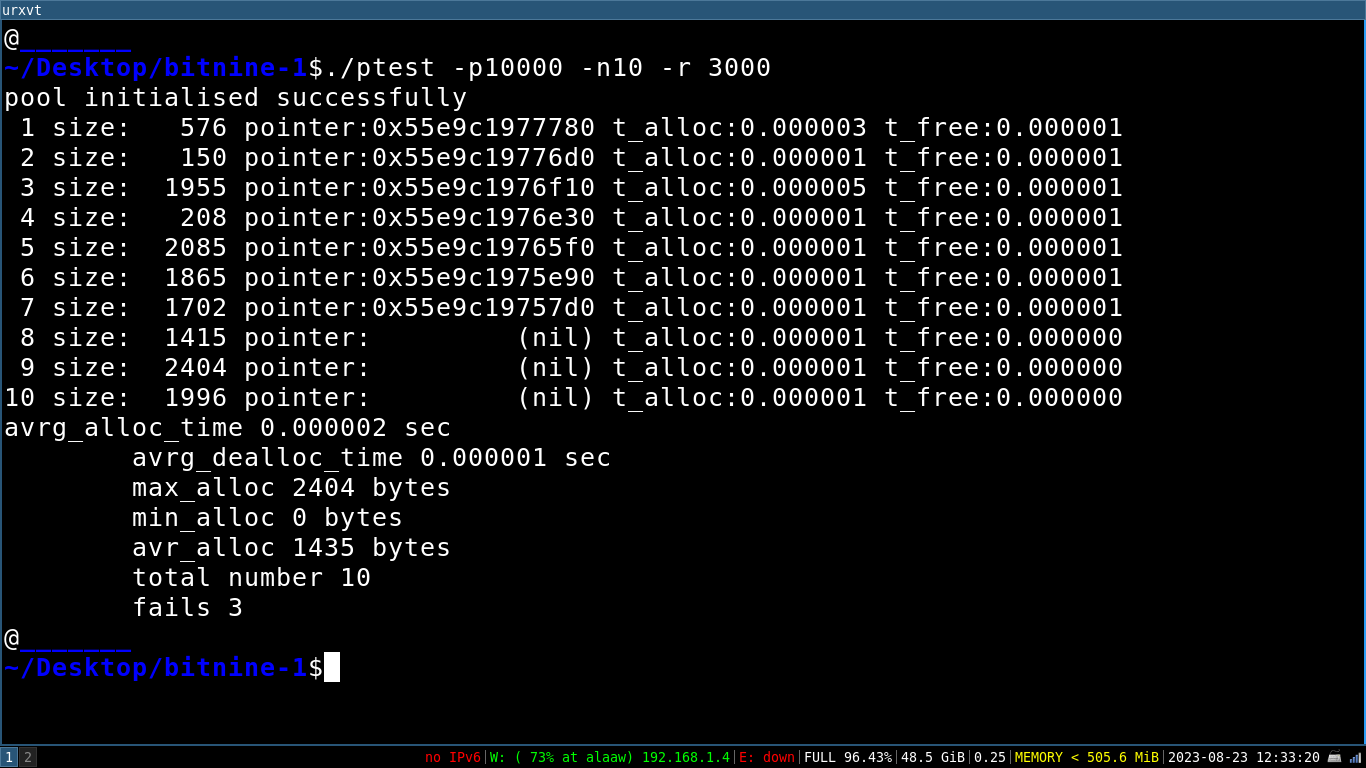 urxvt
@_______
~/Desktop/bitnine-1$./ptest -p10000 -n10 -r 3000
pool initialised successfully
 1 size:   576 pointer:0x55e9c1977780 t_alloc:0.000003 t_free:0.000001
 2 size:   150 pointer:0x55e9c19776d0 t_alloc:0.000001 t_free:0.000001
 3 size:  1955 pointer:0x55e9c1976f10 t_alloc:0.000005 t_free:0.000001
 4 size:   208 pointer:0x55e9c1976e30 t_alloc:0.000001 t_free:0.000001
 5 size:  2085 pointer:0x55e9c19765f0 t_alloc:0.000001 t_free:0.000001
 6 size:  1865 pointer:0x55e9c1975e90 t_alloc:0.000001 t_free:0.000001
 7 size:  1702 pointer:0x55e9c19757d0 t_alloc:0.000001 t_free:0.000001
 8 size:  1415 pointer:         (nil) t_alloc:0.000001 t_free:0.000000
 9 size:  2404 pointer:         (nil) t_alloc:0.000001 t_free:0.000000
10 size:  1996 pointer:         (nil) t_alloc:0.000001 t_free:0.000000
avrg_alloc_time 0.000002 sec
        avrg_dealloc_time 0.000001 sec
        max_alloc 2404 bytes
        min_alloc 0 bytes
        avr_alloc 1435 bytes
        total number 10
        fails 3
@_______
~/Desktop/bitnine-1$
1 2 no IPv6|W: ( 73% at alaaw) 192.168.1.4|E: down|FULL 96.43%|48.5 GiB|0.25|MEMORY < 505.6 MiB|2023-08-23 12:33:20